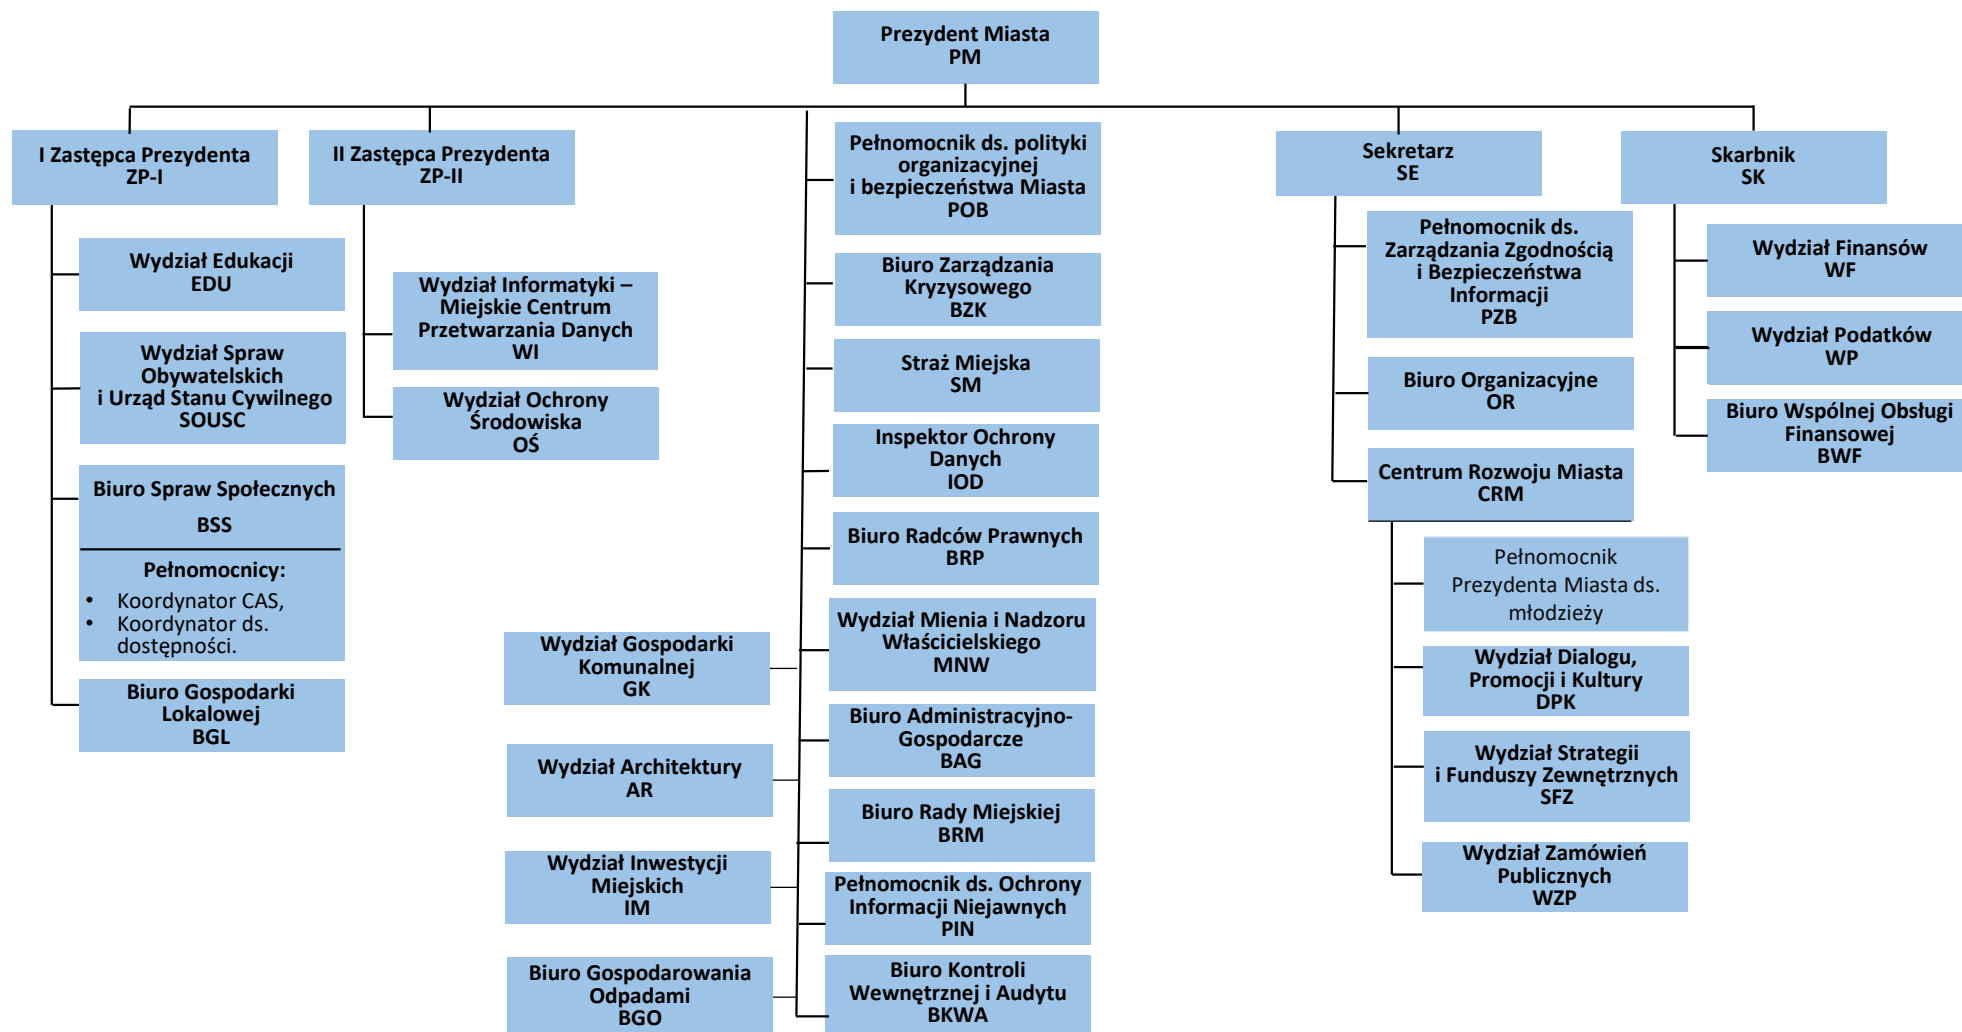 Prezydent Miasta
PM
I Zastępca Prezydenta
ZP-I
Wydział Edukacji
EDU
Wydział Spraw
Obywatelskich
i Urząd Stanu Cywilnego
SOUSC
Biuro Spraw Społecznych
BSS
Pełnomocnicy:
• Koordynator CAS,
• Koordynator ds.
dostępności.
Biuro Gospodarki
Lokalowej
BGL
II Zastępca Prezydenta
ZP-II
Wydział Informatyki –
Miejskie Centrum
Przetwarzania Danych
WI
Wydział Ochrony
Środowiska
OŚ
Wydział Gospodarki
Komunalnej
GK
Wydział Architektury
AR
Wydział Inwestycji
Miejskich
IM
Biuro Gospodarowania
Odpadami
BGO
Pełnomocnik ds. polityki
organizacyjnej
i bezpieczeństwa Miasta
POB
Biuro Zarządzania
Kryzysowego
BZK
Straż Miejska
SM
Inspektor Ochrony
Danych
IOD
Biuro Radców Prawnych
BRP
Wydział Mienia i Nadzoru
Właścicielskiego
MNW
Biuro Administracyjno-
Gospodarcze
BAG
Biuro Rady Miejskiej
BRM
Pełnomocnik ds. Ochrony
Informacji Niejawnych
PIN
Biuro Kontroli
Wewnętrznej i Audytu
BKWA
Sekretarz
SE
Pełnomocnik ds.
Zarządzania Zgodnością
i Bezpieczeństwa
Informacji
PZB
Biuro Organizacyjne
OR
Centrum Rozwoju Miasta
CRM
Pełnomocnik
Prezydenta Miasta ds.
młodzieży
Wydział Dialogu,
Promocji i Kultury
DPK
Wydział Strategii
i Funduszy Zewnętrznych
SFZ
Wydział Zamówień
Publicznych
WZP
Skarbnik
SK
Wydział Finansów
WF
Wydział Podatków
WP
Biuro Wspólnej Obsługi
Finansowej
BWF